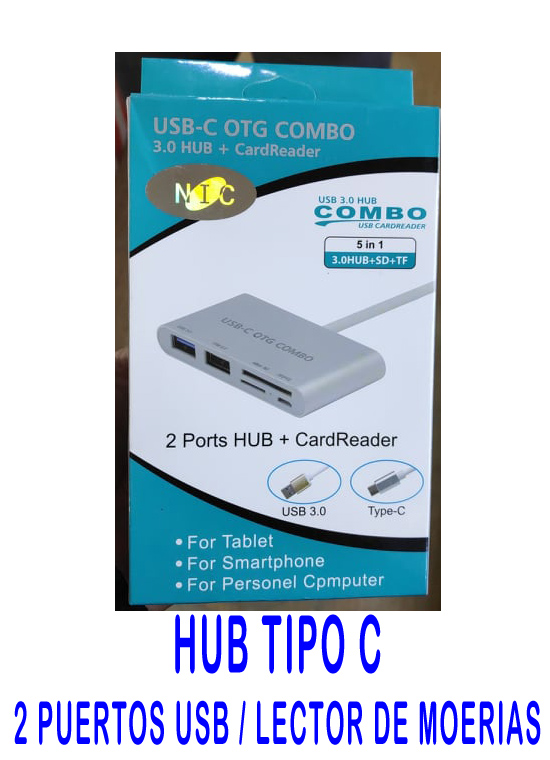 USB-C OTG COMBO
3.0 HUB + CardReader
NIC
USB 3.0 HUB
COMBO
USB CARDREADER
5 in 1
3.0HUB+SD+TF
USB-C OTG COMBO
2 Ports HUB + CardReader
USB 3.0
Type-C
• For Tablet
• For Smartphone
• For Personel Cpmputer
HUB TIPO C
2 PUERTOS USB / LECTOR DE MOERIAS